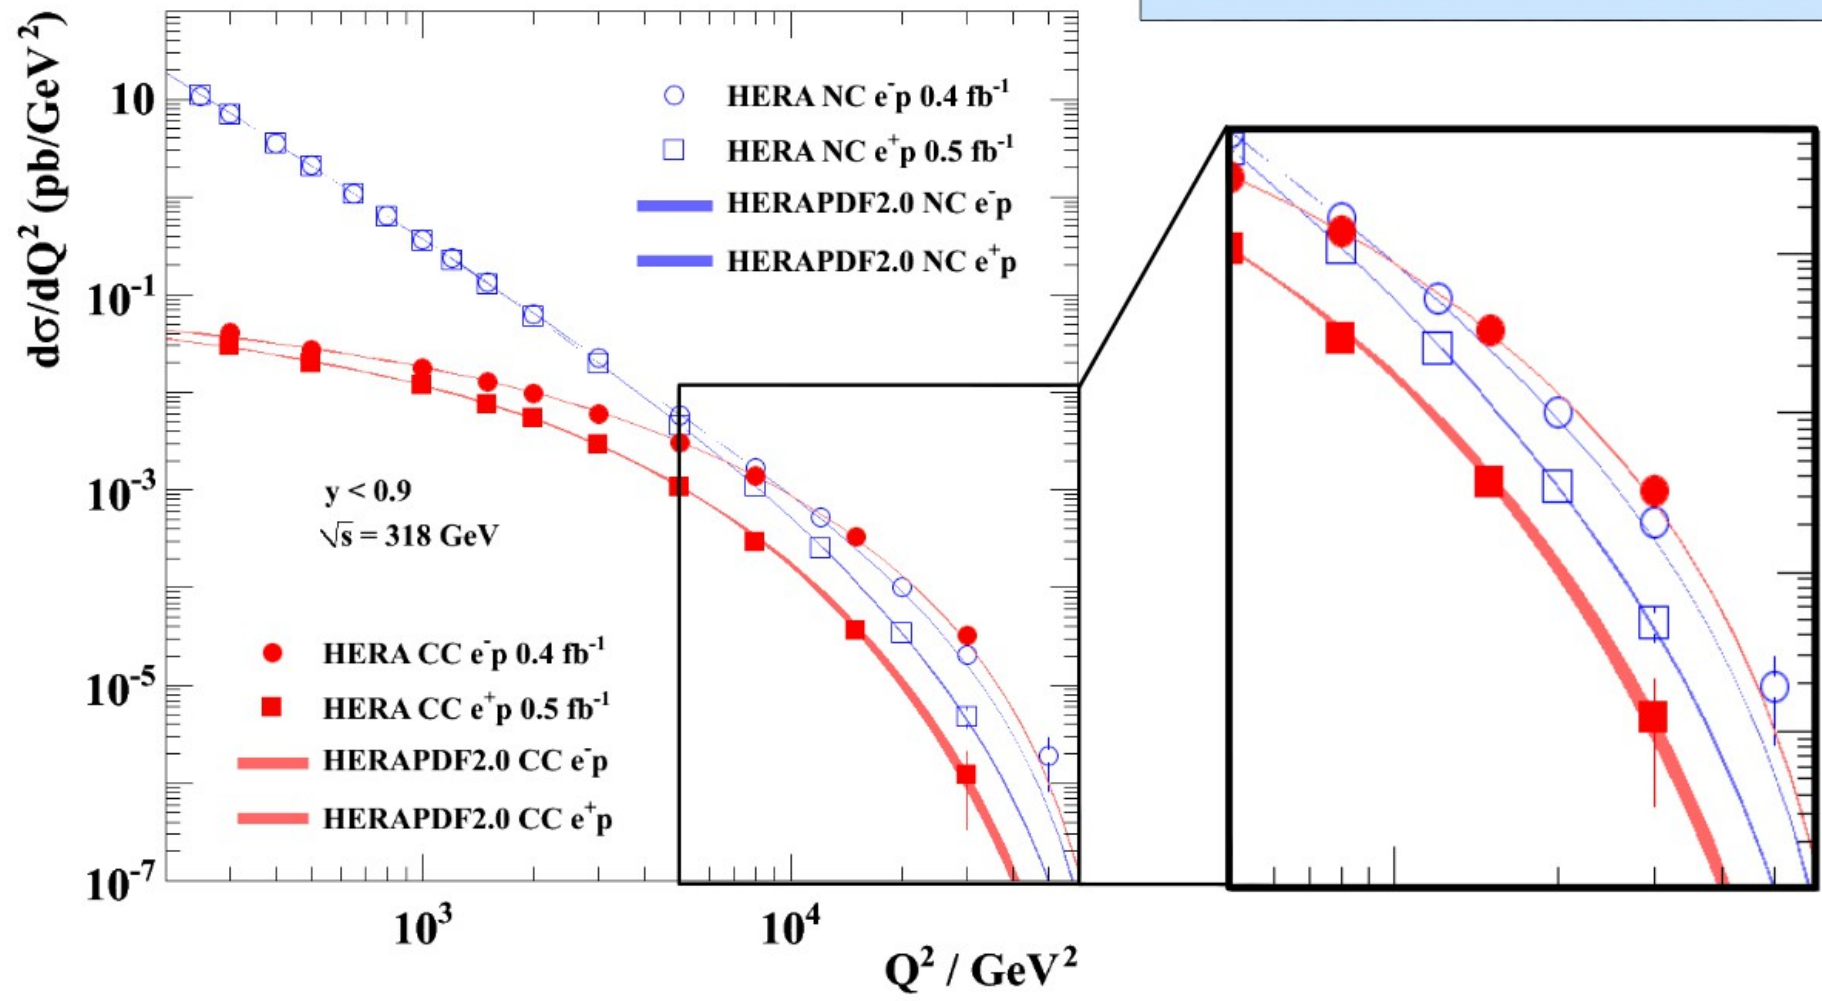 dσ/dQ² (pb/GeV²)
10
10⁻¹
10⁻³
10⁻⁵
10⁻⁷
HERA NC e⁻p 0.4 fb⁻¹
HERA NC e⁺p 0.5 fb⁻¹
HERAPDF2.0 NC e⁻p
HERAPDF2.0 NC e⁺p
y < 0.9
√s = 318 GeV
HERA CC e⁻p 0.4 fb⁻¹
HERA CC e⁺p 0.5 fb⁻¹
HERAPDF2.0 CC e⁻p
HERAPDF2.0 CC e⁺p
10³ 10⁴
Q² / GeV²